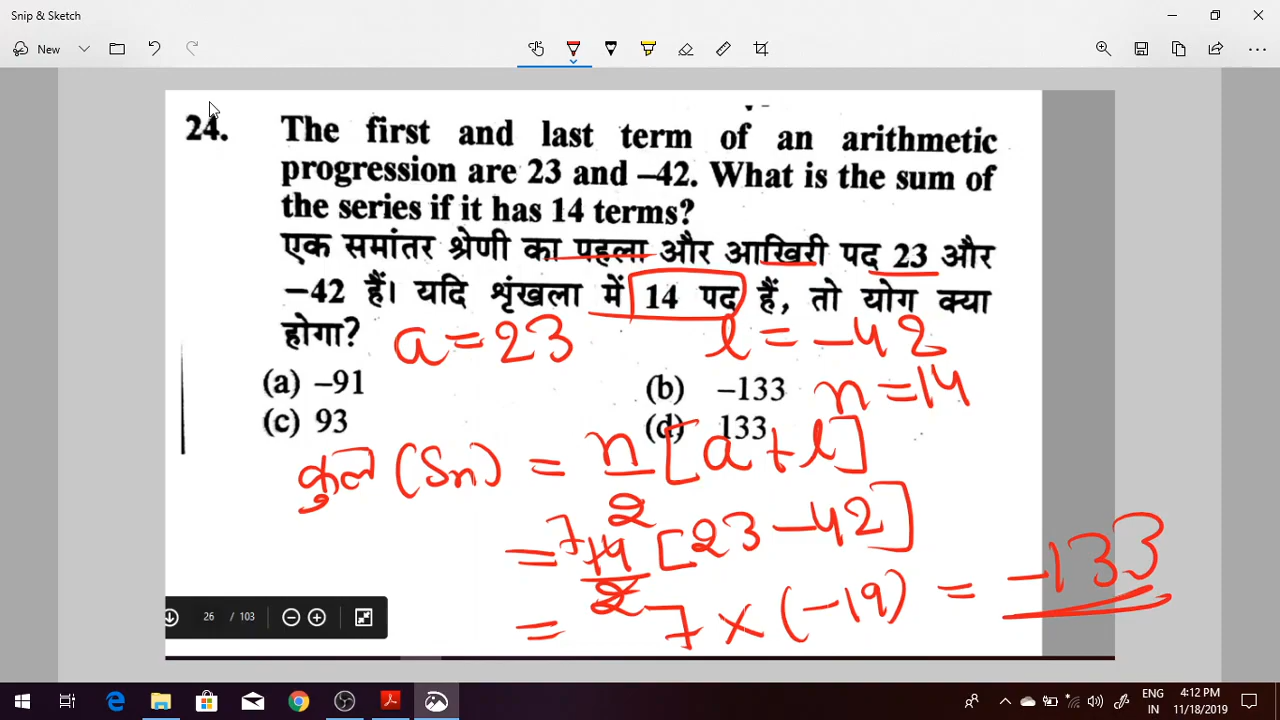 Snip & Sketch
New
24. The first and last term of an arithmetic
progression are 23 and –42. What is the sum of
the series if it has 14 terms?
एक समांतर श्रेणी का पहला और आखिरी पद 23 और
–42 हैं। यदि शृंखला में 14 पद हैं, तो योग क्या
होगा?
a = 23 l = -42
(a) –91 (b) –133 n = 14
(c) 93 (d) 133
कुल (Sn) = n/2 [a + l]
= 7 14/2 [23 - 42]
= 7 × (-19) = -133
26 / 103
ENG 4:12 PM
IN 11/18/2019